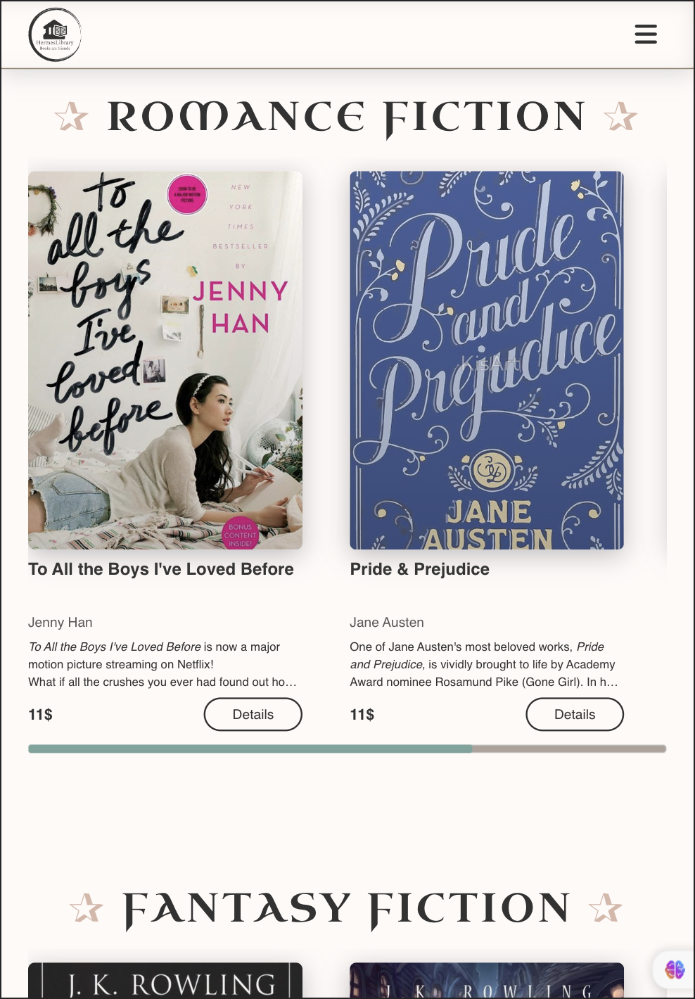 HermesLibrary
Books are friends
ROMANCE FICTION
to
all the
boys
I've
loved
before
SOON TO BE
A MAJOR MOTION
PICTURE
NEW
YORK
TIMES
BESTSELLER
BY
JENNY
HAN
BONUS
CONTENT
INSIDE!
Pride
and
Prejudice
KisArt
JANE
AUSTEN
To All the Boys I've Loved Before
Pride & Prejudice
Jenny Han
Jane Austen
To All the Boys I've Loved Before is now a major
motion picture streaming on Netflix!
What if all the crushes you ever had found out ho…
One of Jane Austen's most beloved works, Pride
and Prejudice, is vividly brought to life by Academy
Award nominee Rosamund Pike (Gone Girl). In h…
11$
Details
11$
Details
FANTASY FICTION
J. K. ROWLING
J. K. ROWLING